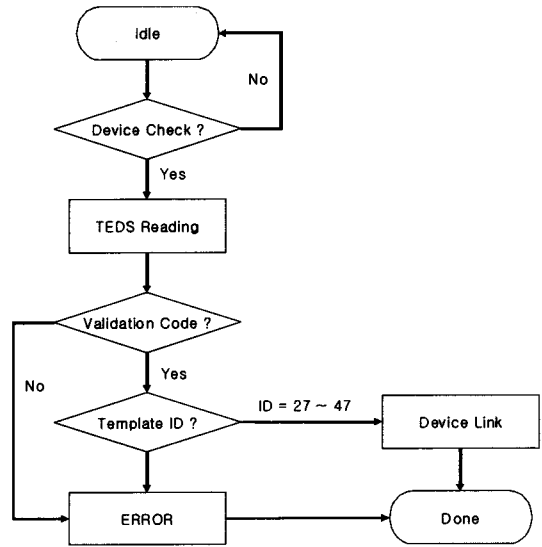 Idle
No
Device Check ?
Yes
TEDS Reading
Validation Code ?
No
Yes
Template ID ?
ID = 27 ~ 47
Device Link
ERROR
Done